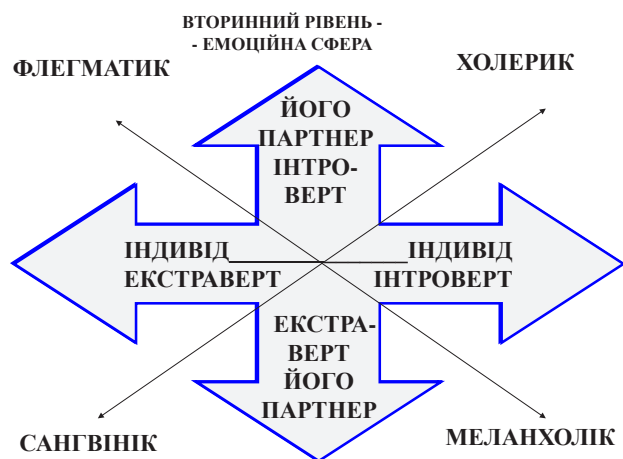 ВТОРИННИЙ РІВЕНЬ -
- ЕМОЦІЙНА СФЕРА
ФЛЕГМАТИК
ХОЛЕРИК
ЙОГО
ПАРТНЕР
ІНТРО-
ВЕРТ
ІНДИВІД
ЕКСТРАВЕРТ
ІНДИВІД
ІНТРОВЕРТ
ЕКСТРА-
ВЕРТ
ЙОГО
ПАРТНЕР
САНГВІНІК
МЕЛАНХОЛІК